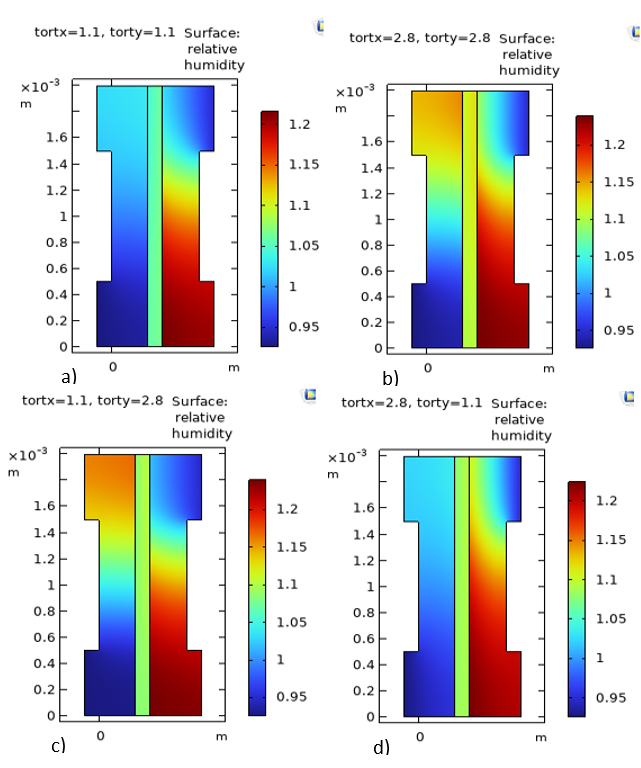 tortx=1.1, torty=1.1 Surface:
relative
humidity
×10⁻³
m
1.6
1.4
1.2
1
0.8
0.6
0.4
0.2
0
0
m
1.2
1.15
1.1
1.05
1
0.95
a)
tortx=2.8, torty=2.8 Surface:
relative
humidity
×10⁻³
m
1.6
1.4
1.2
1
0.8
0.6
0.4
0.2
0
0
m
1.2
1.15
1.1
1.05
1
0.95
b)
tortx=1.1, torty=2.8 Surface:
relative
humidity
×10⁻³
m
1.6
1.4
1.2
1
0.8
0.6
0.4
0.2
0
0
m
1.2
1.15
1.1
1.05
1
0.95
c)
tortx=2.8, torty=1.1 Surface:
relative
humidity
×10⁻³
m
1.6
1.4
1.2
1
0.8
0.6
0.4
0.2
0
0
m
1.2
1.15
1.1
1.05
1
0.95
d)